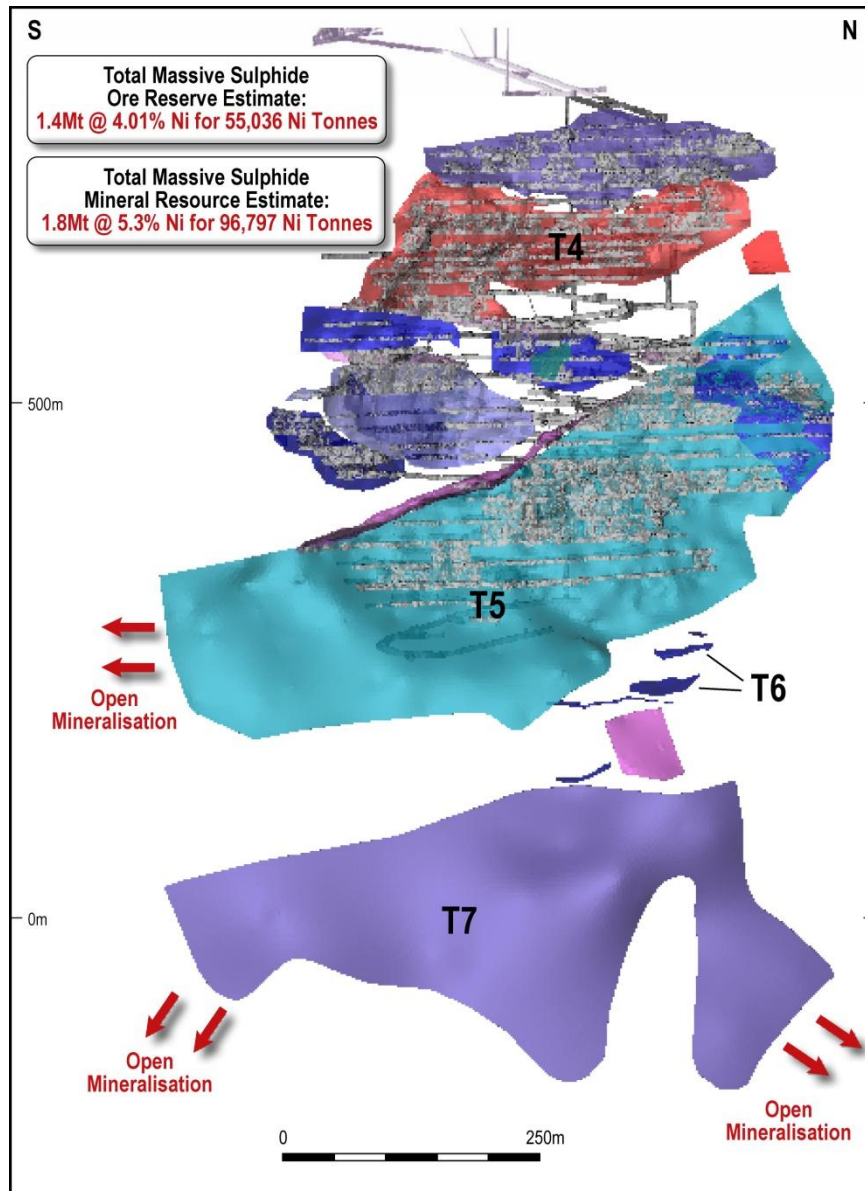 S
N
Total Massive Sulphide
Ore Reserve Estimate:
1.4Mt @ 4.01% Ni for 55,036 Ni Tonnes
Total Massive Sulphide
Mineral Resource Estimate:
1.8Mt @ 5.3% Ni for 96,797 Ni Tonnes
T4
500m
T5
T6
Open
Mineralisation
T7
0m
Open
Mineralisation
Open
Mineralisation
0
250m